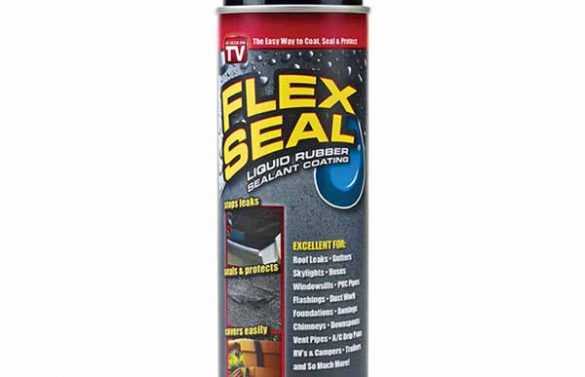 AS SEEN ON
TV
The Easy Way to Coat, Seal & Protect
FLEX
SEAL
LIQUID RUBBER
SEALANT COATING
stops leaks
seals & protects
covers easily
EXCELLENT FOR:
Roof Leaks • Gutters
Skylights • Hoses
Windowsills • PVC Pipes
Flashings • Duct Work
Foundations • Awnings
Chimneys • Downspouts
Vent Pipes • A/C Drip Pans
RV's & Campers • Trailers
and So Much More!